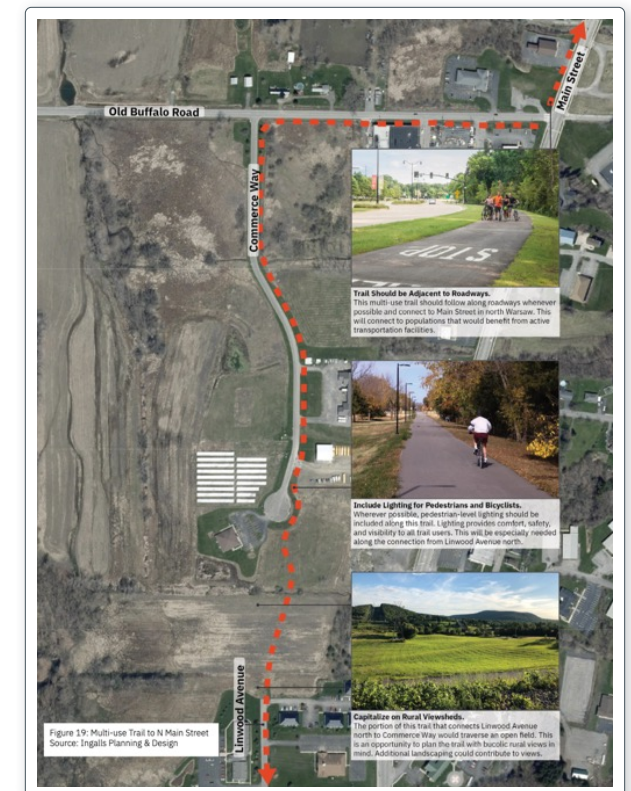 Main Street
Old Buffalo Road
Commerce Way
STOP
Trail Should be Adjacent to Roadways.
This multi-use trail should follow along roadways whenever
possible and connect to Main Street in north Warsaw. This
will connect to populations that would benefit from active
transportation facilities.
Include Lighting for Pedestrians and Bicyclists.
Wherever possible, pedestrian-level lighting should be
included along this trail. Lighting provides comfort, safety,
and visibility to all trail users. This will be especially needed
along the connection from Linwood Avenue north.
Linwood Avenue
Capitalize on Rural Viewsheds.
The portion of this trail that connects Linwood Avenue
north to Commerce Way would traverse an open field. This
is an opportunity to plan the trail with bucolic rural views in
mind. Additional landscaping could contribute to views.
Figure 19: Multi-use Trail to N Main Street
Source: Ingalls Planning & Design